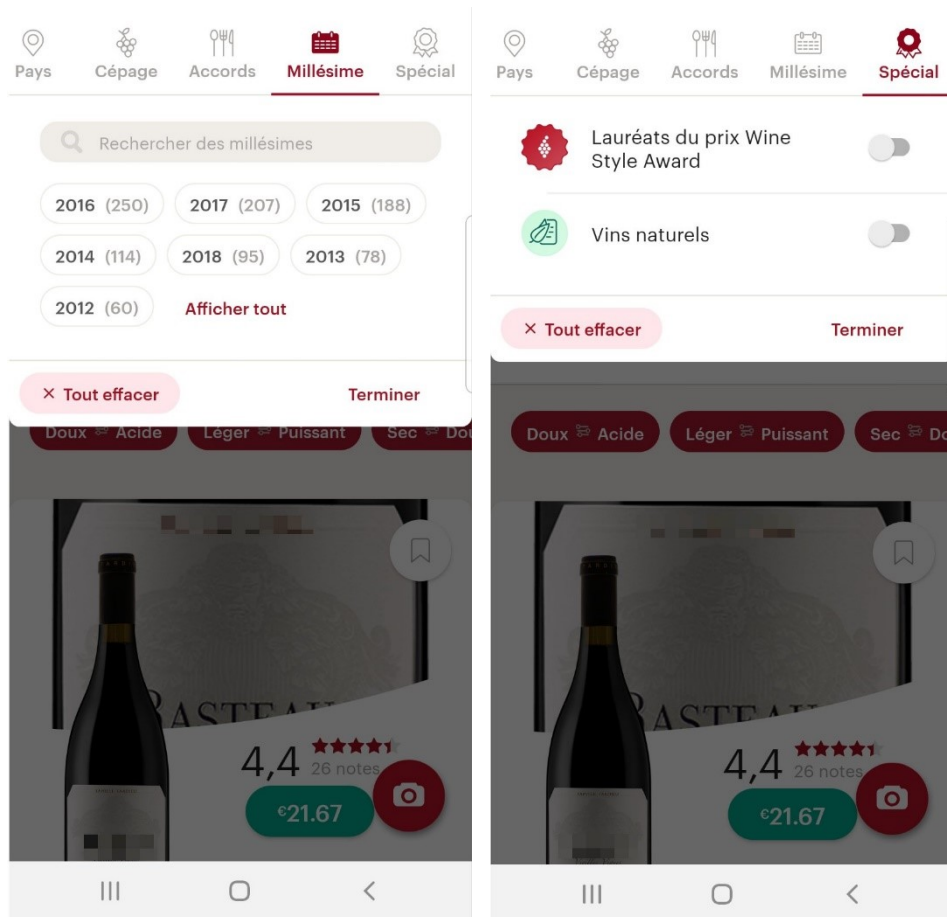 Pays Cépage Accords Millésime Spécial
Rechercher des millésimes
2016 (250) 2017 (207) 2015 (188)
2014 (114) 2018 (95) 2013 (78)
2012 (60) Afficher tout
Tout effacer Terminer
Doux Acide Léger Puissant Sec Dou
4,4
26 notes
€21.67
Pays Cépage Accords Millésime Spécial
Lauréats du prix Wine
Style Award
Vins naturels
Tout effacer Terminer
Doux Acide Léger Puissant Sec Do
4,4
26 notes
€21.67